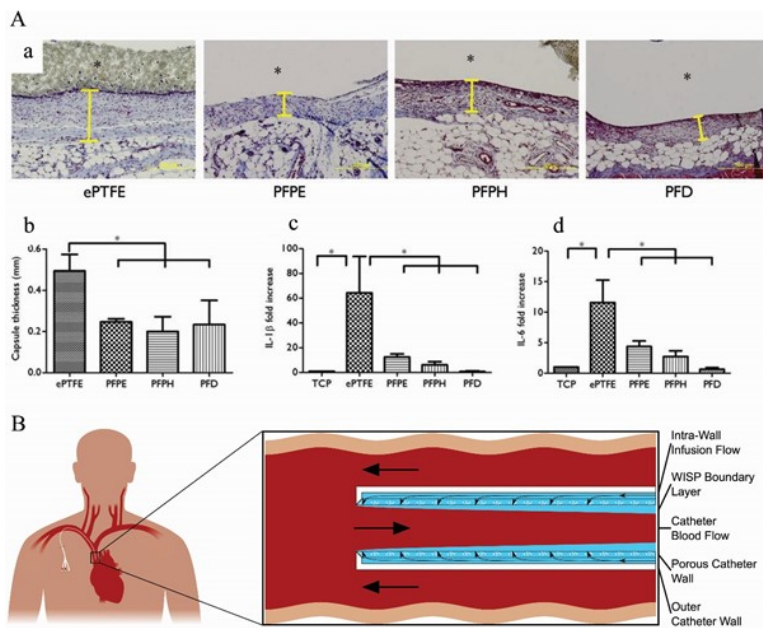 A
a
*
*
*
*
ePTFE
PFPE
PFPH
PFD
b
Capsule thickness (mm)
0.6
0.4
0.2
0.0
*
ePTFE
PFPE
PFPH
PFD
c
IL-1β fold increase
100
80
60
40
20
0
*
*
TCP
ePTFE
PFPE
PFPH
PFD
d
IL-6 fold increase
20
15
10
5
0
*
*
TCP
ePTFE
PFPE
PFPH
PFD
B
Intra-Wall
Infusion Flow
WISP Boundary
Layer
Catheter
Blood Flow
Porous Catheter
Wall
Outer
Catheter Wall